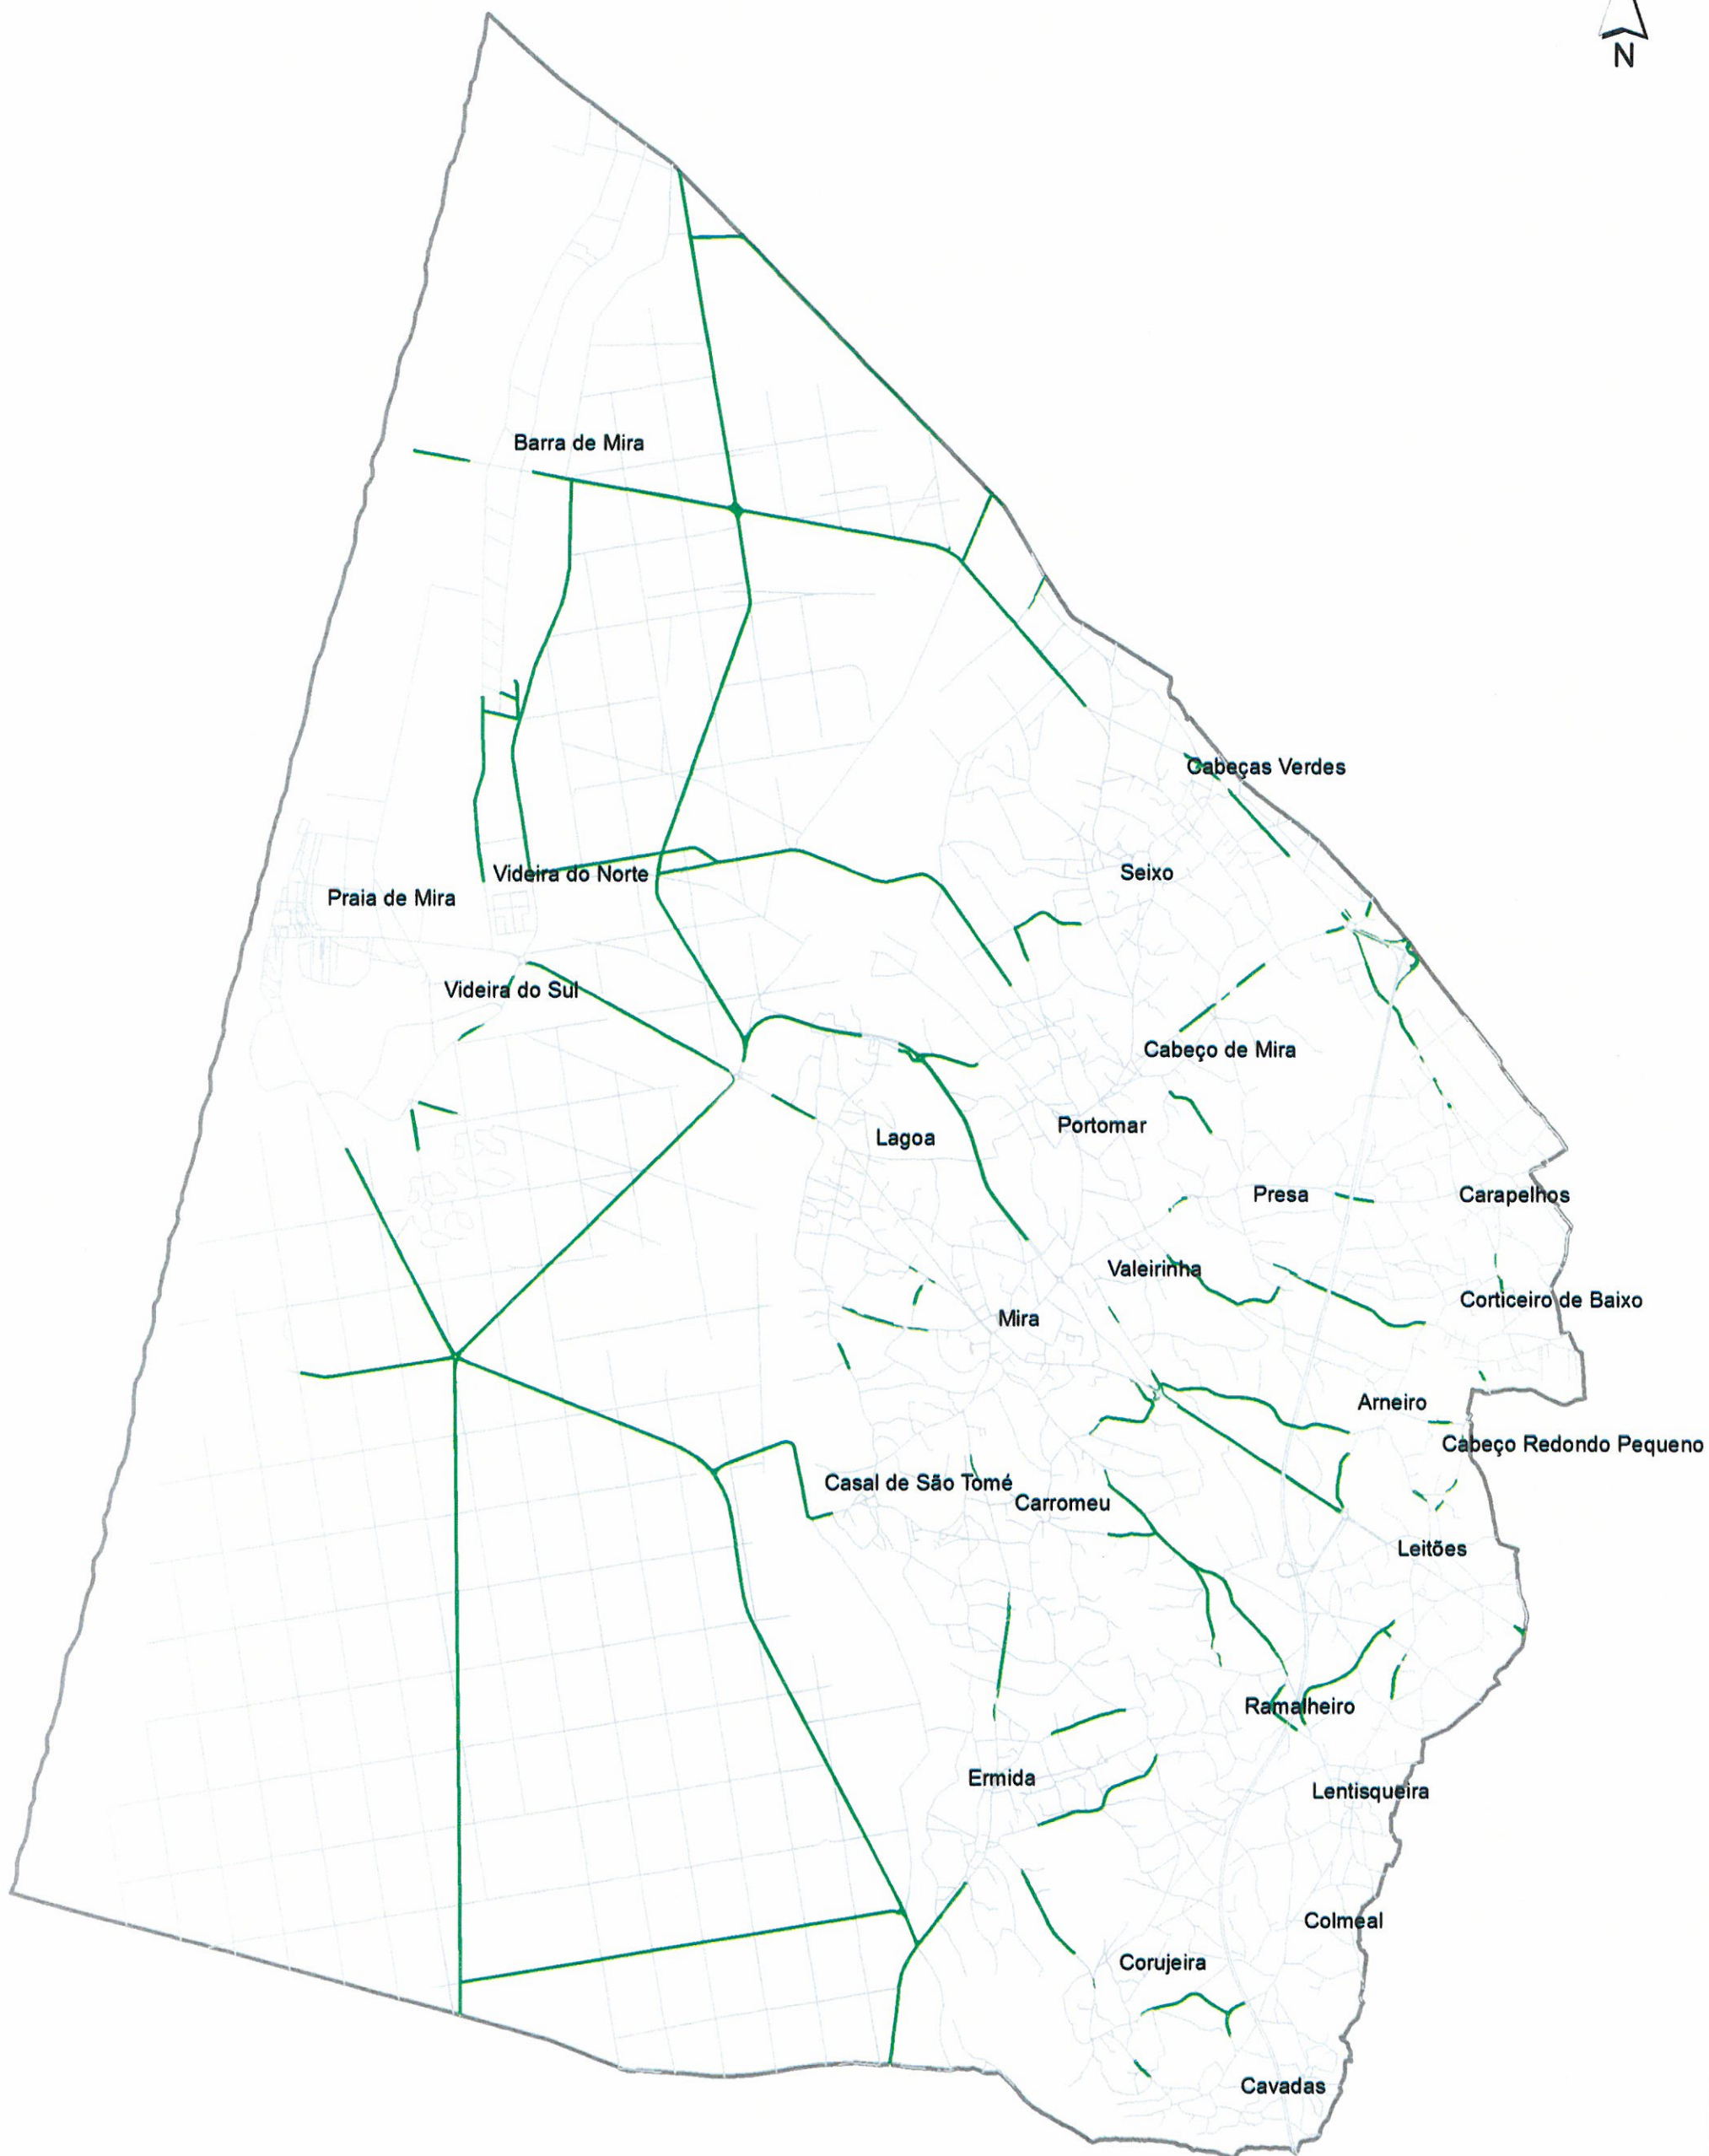 N
Barra de Mira
Cabeças Verdes
Seixo
Videira do Norte
Praia de Mira
Videira do Sul
Cabeço de Mira
Portomar
Lagoa
Presa
Carapelhos
Valeirinha
Corticeiro de Baixo
Mira
Arneiro
Cabeço Redondo Pequeno
Casal de São Tomé
Carromeu
Leitões
Ramalheiro
Ermida
Lentisqueira
Colmeal
Corujeira
Cavadas